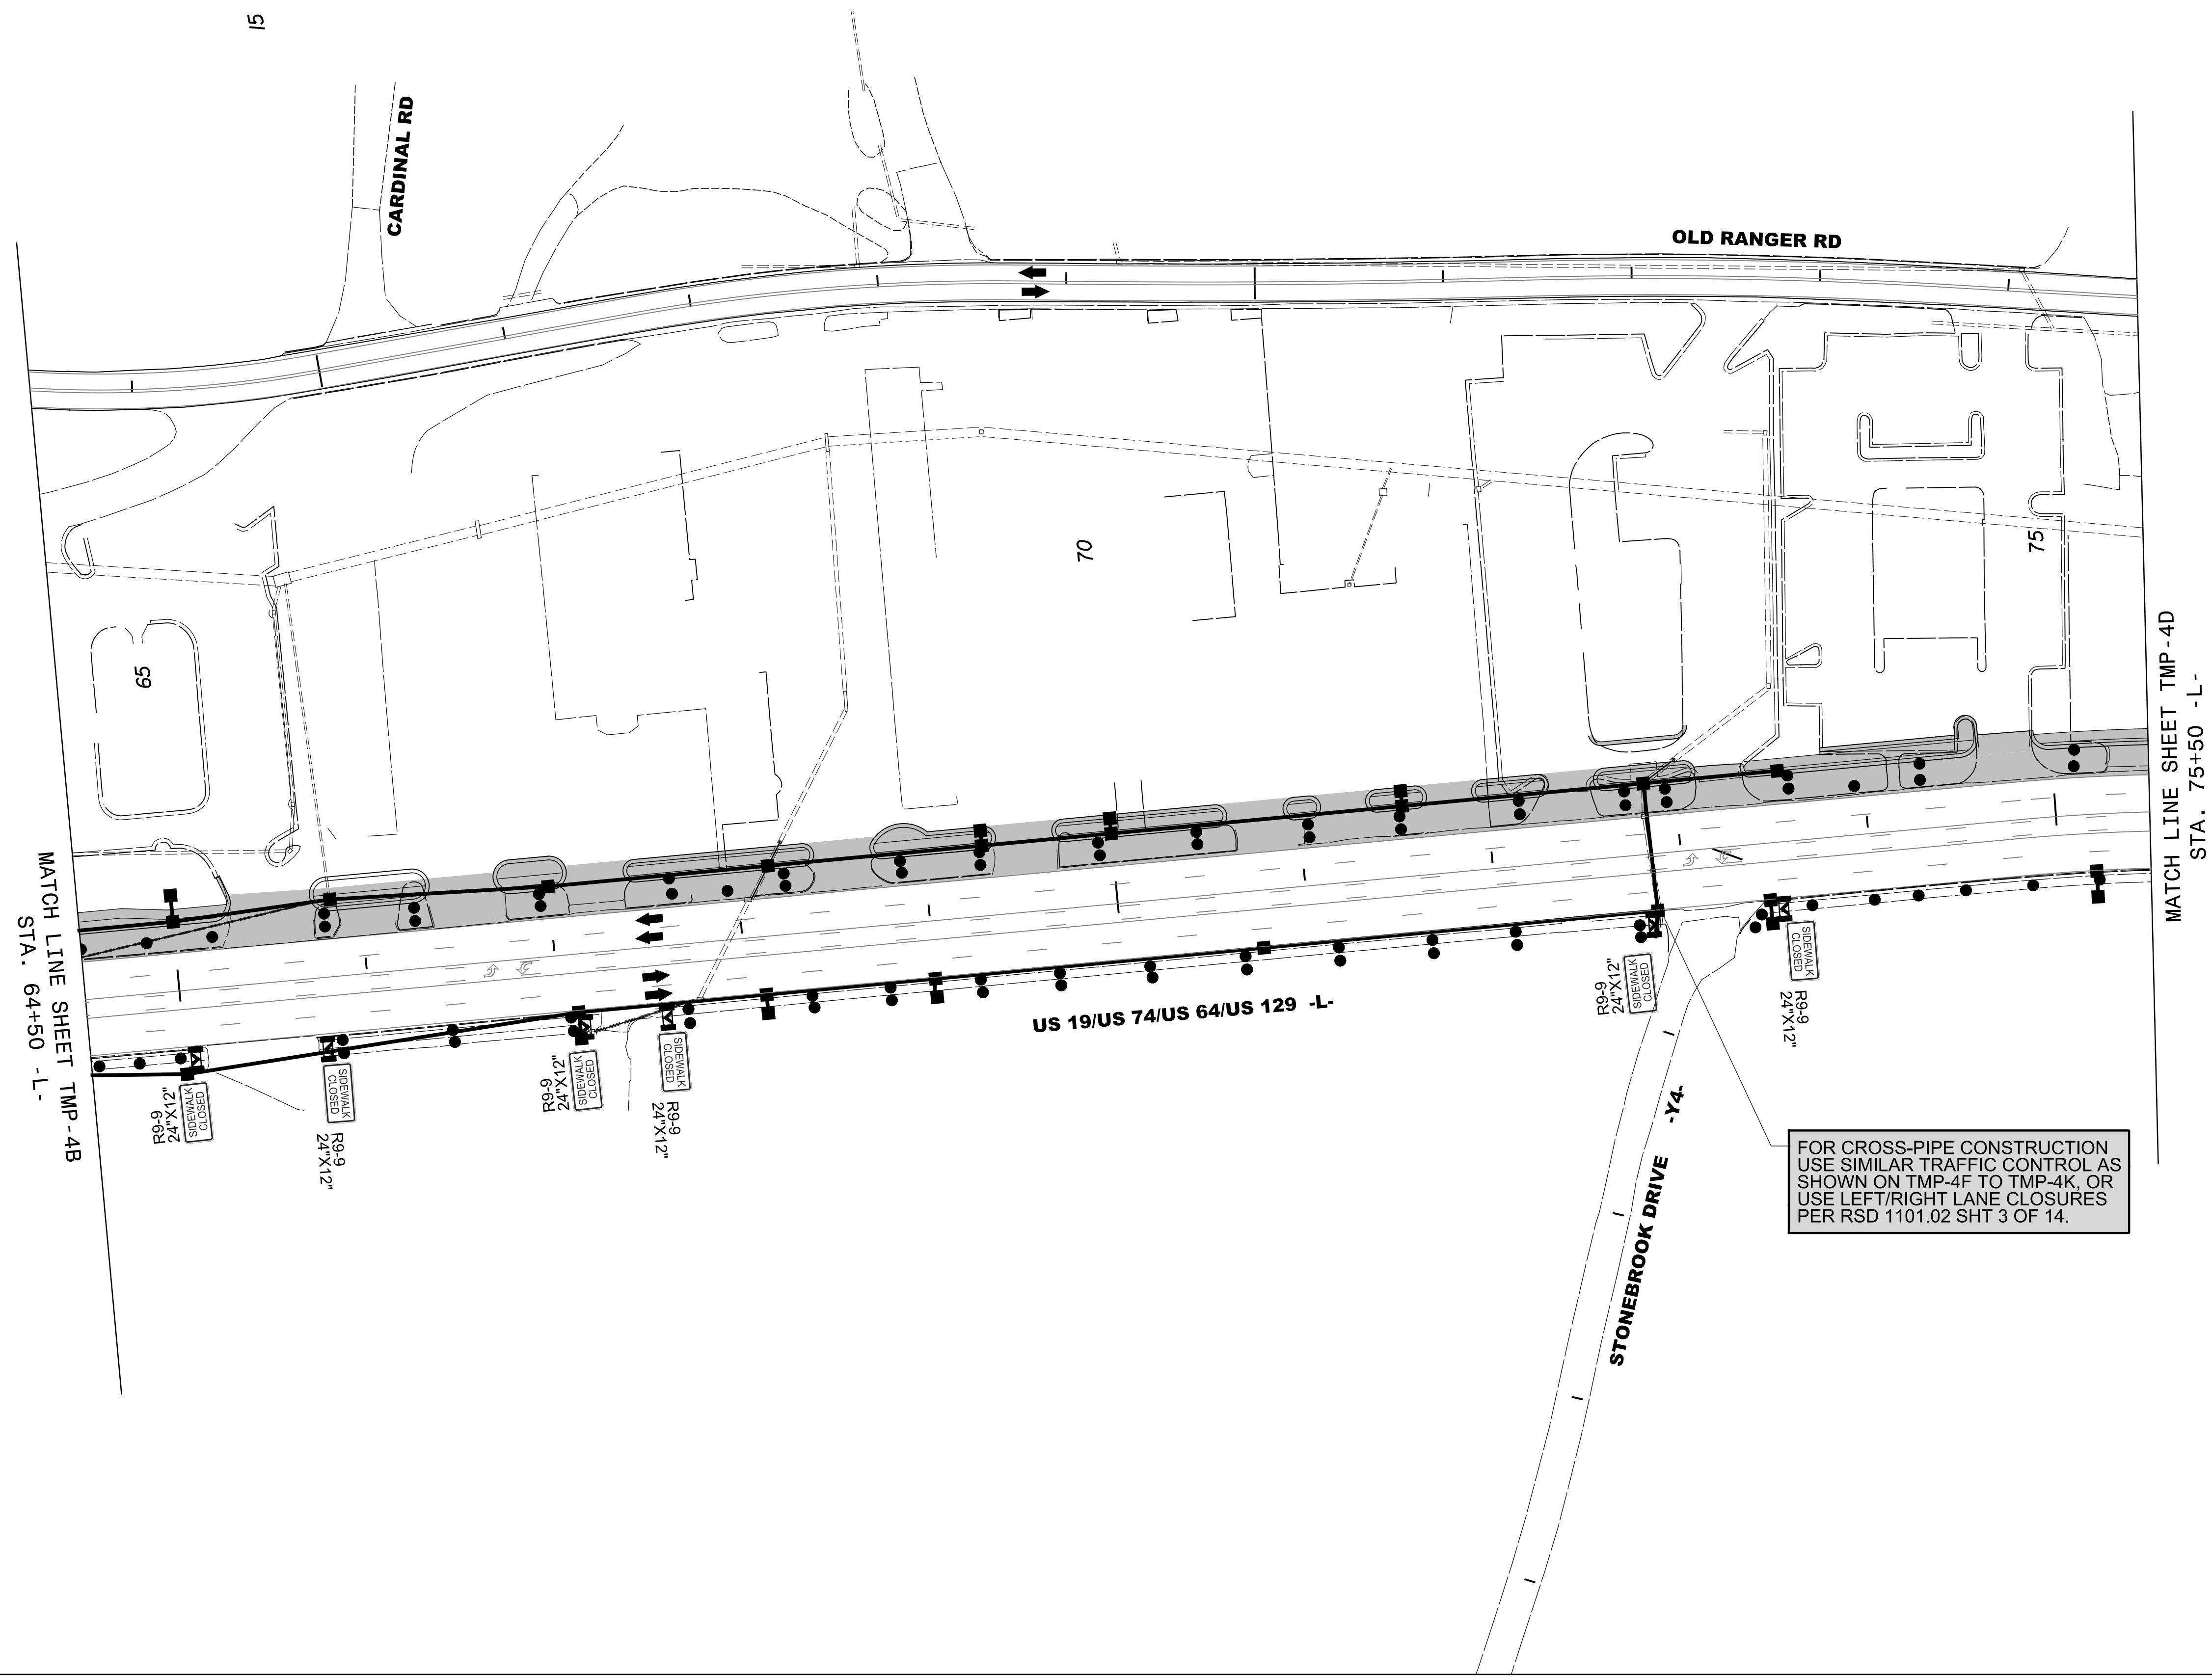 15
CARDINAL RD
OLD RANGER RD
65
70
75
MATCH LINE SHEET TMP-4B
STA. 64+50 -L-
MATCH LINE SHEET TMP-4D
STA. 75+50 -L-
US 19/US 74/US 64/US 129 -L-
R9-9
24"X12"
SIDEWALK
CLOSED
SIDEWALK
CLOSED
R9-9
24"X12"
R9-9
24"X12"
SIDEWALK
CLOSED
SIDEWALK
CLOSED
R9-9
24"X12"
R9-9
24"X12"
SIDEWALK
CLOSED
SIDEWALK
CLOSED
R9-9
24"X12"
STONEBROOK DRIVE -Y4-
FOR CROSS-PIPE CONSTRUCTION
USE SIMILAR TRAFFIC CONTROL AS
SHOWN ON TMP-4F TO TMP-4K, OR
USE LEFT/RIGHT LANE CLOSURES
PER RSD 1101.02 SHT 3 OF 14.